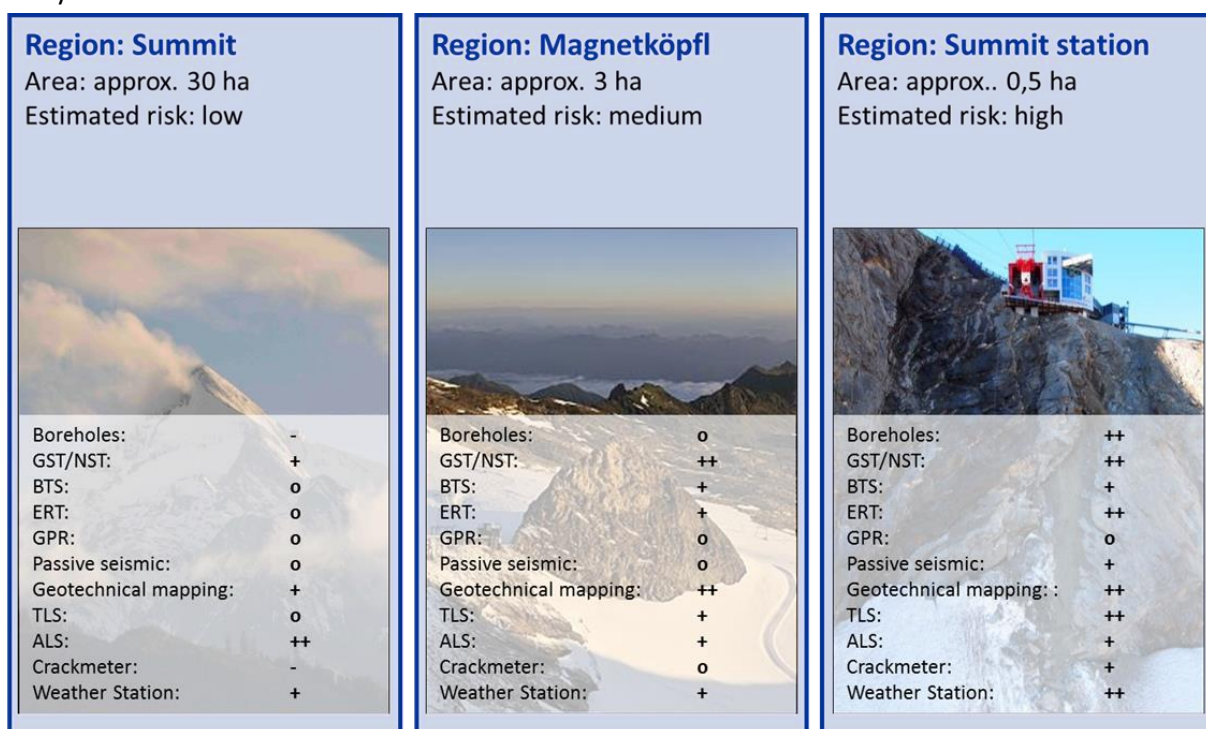 Region: Summit
Area: approx. 30 ha
Estimated risk: low
Boreholes: -
GST/NST: +
BTS: o
ERT: o
GPR: o
Passive seismic: o
Geotechnical mapping: +
TLS: o
ALS: ++
Crackmeter: -
Weather Station: +
Region: Magnetköpfl
Area: approx. 3 ha
Estimated risk: medium
Boreholes: o
GST/NST: ++
BTS: +
ERT: +
GPR: o
Passive seismic: o
Geotechnical mapping: ++
TLS: +
ALS: +
Crackmeter: o
Weather Station: +
Region: Summit station
Area: approx.. 0,5 ha
Estimated risk: high
Boreholes: ++
GST/NST: ++
BTS: +
ERT: ++
GPR: o
Passive seismic: +
Geotechnical mapping: : ++
TLS: ++
ALS: +
Crackmeter: +
Weather Station: ++